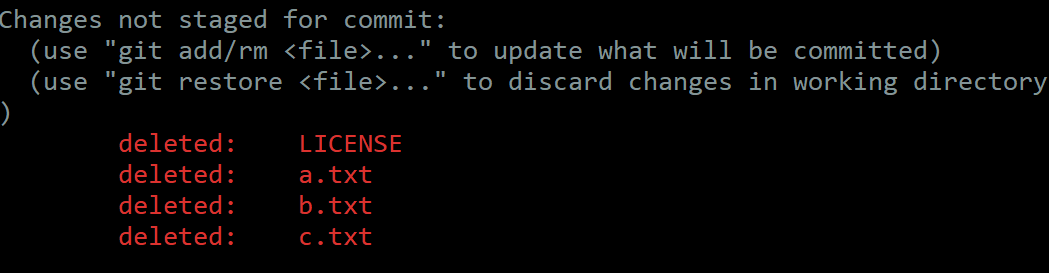 Changes not staged for commit:
  (use "git add/rm <file>..." to update what will be committed)
  (use "git restore <file>..." to discard changes in working directory
)
        deleted:    LICENSE
        deleted:    a.txt
        deleted:    b.txt
        deleted:    c.txt